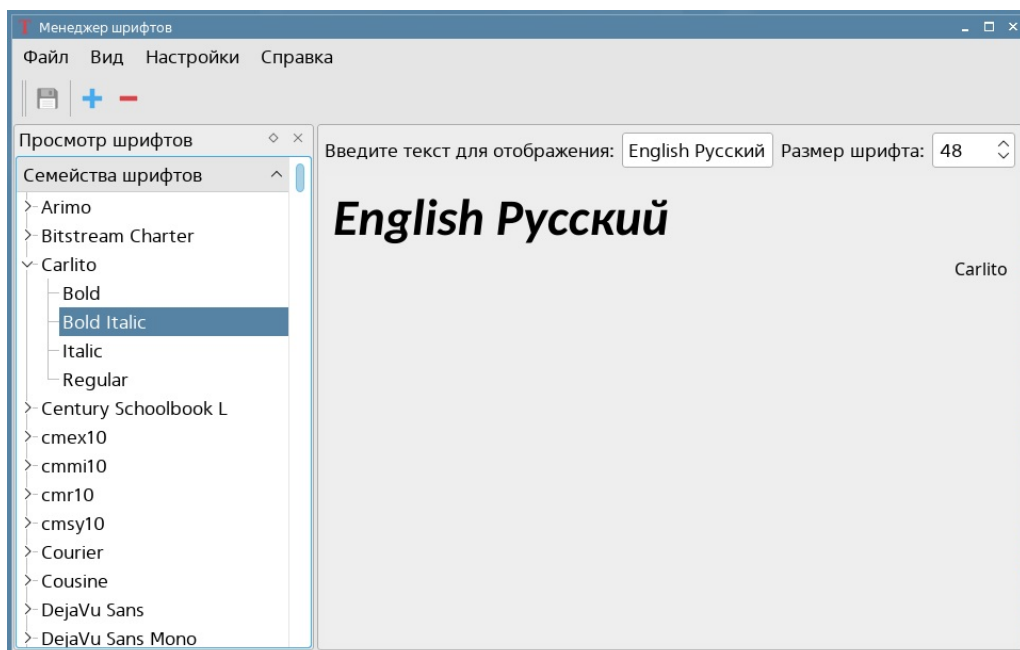 Менеджер шрифтов
Файл Вид Настройки Справка
Просмотр шрифтов
Введите текст для отображения: English Русский Размер шрифта: 48
Семейства шрифтов
Arimo
Bitstream Charter
Carlito
Bold
Bold Italic
Italic
Regular
Century Schoolbook L
cmex10
cmmi10
cmr10
cmsy10
Courier
Cousine
DejaVu Sans
DejaVu Sans Mono
English Русский
Carlito